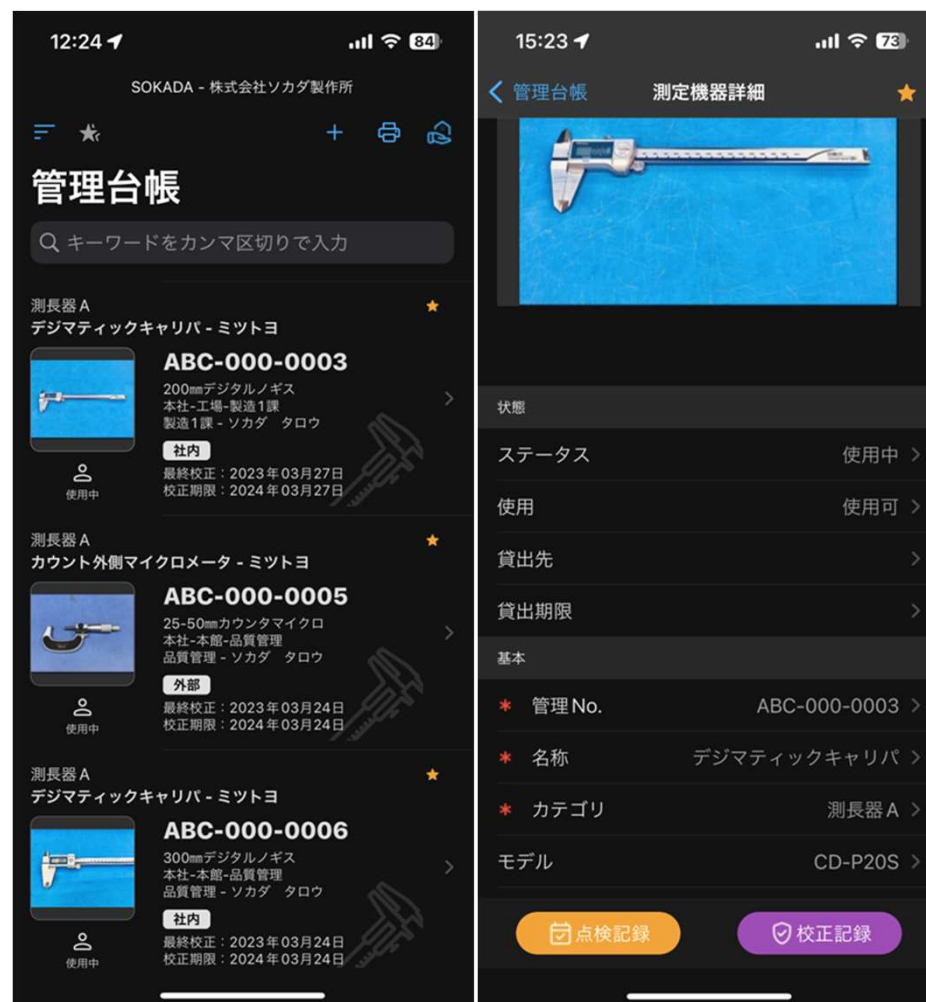 12:24
84
SOKADA - 株式会社ソカダ製作所
管理台帳
キーワードをカンマ区切りで入力
測長器A
デジマティックキャリパ - ミツトヨ
ABC-000-0003
200㎜デジタルノギス
本社-工場-製造1課
製造1課 - ソカダ　タロウ
社内
最終校正：2023年03月27日
校正期限：2024年03月27日
使用中
測長器A
カウント外側マイクロメータ - ミツトヨ
ABC-000-0005
25-50㎜カウンタマイクロ
本社-本館-品質管理
品質管理 - ソカダ　タロウ
外部
最終校正：2023年03月24日
校正期限：2024年03月24日
使用中
測長器A
デジマティックキャリパ - ミツトヨ
ABC-000-0006
300㎜デジタルノギス
本社-本館-品質管理
品質管理 - ソカダ　タロウ
社内
最終校正：2023年03月24日
校正期限：2024年03月24日
使用中
15:23
73
管理台帳 測定機器詳細
状態
ステータス 使用中
使用 使用可
貸出先
貸出期限
基本
* 管理No. ABC-000-0003
* 名称 デジマティックキャリパ
* カテゴリ 測長器A
モデル CD-P20S
点検記録 校正記録